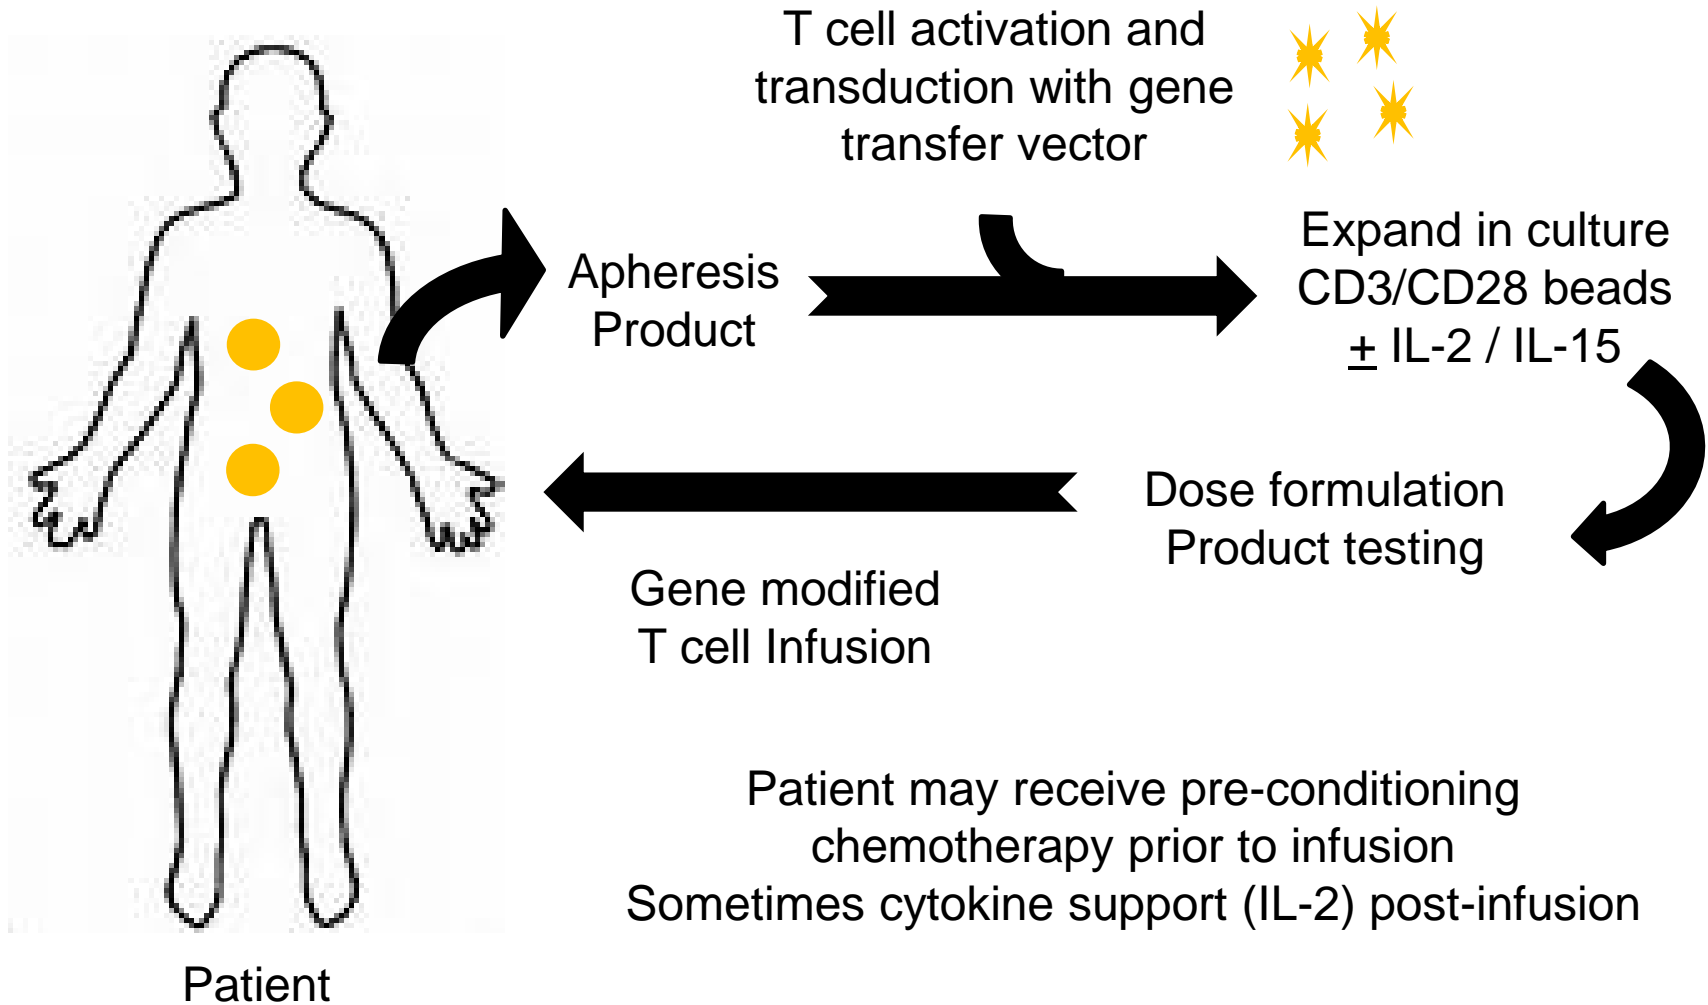 T cell activation and
transduction with gene
transfer vector
Apheresis
Product
Expand in culture
CD3/CD28 beads
± IL-2 / IL-15
Dose formulation
Product testing
Gene modified
T cell Infusion
Patient may receive pre-conditioning
chemotherapy prior to infusion
Sometimes cytokine support (IL-2) post-infusion
Patient